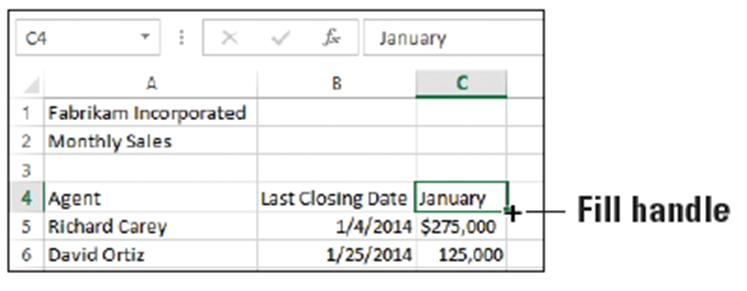 C4 fx January
A B C
1 Fabrikam Incorporated
2 Monthly Sales
3
4 Agent Last Closing Date January
Fill handle
5 Richard Carey 1/4/2014 $275,000
6 David Ortiz 1/25/2014 125,000